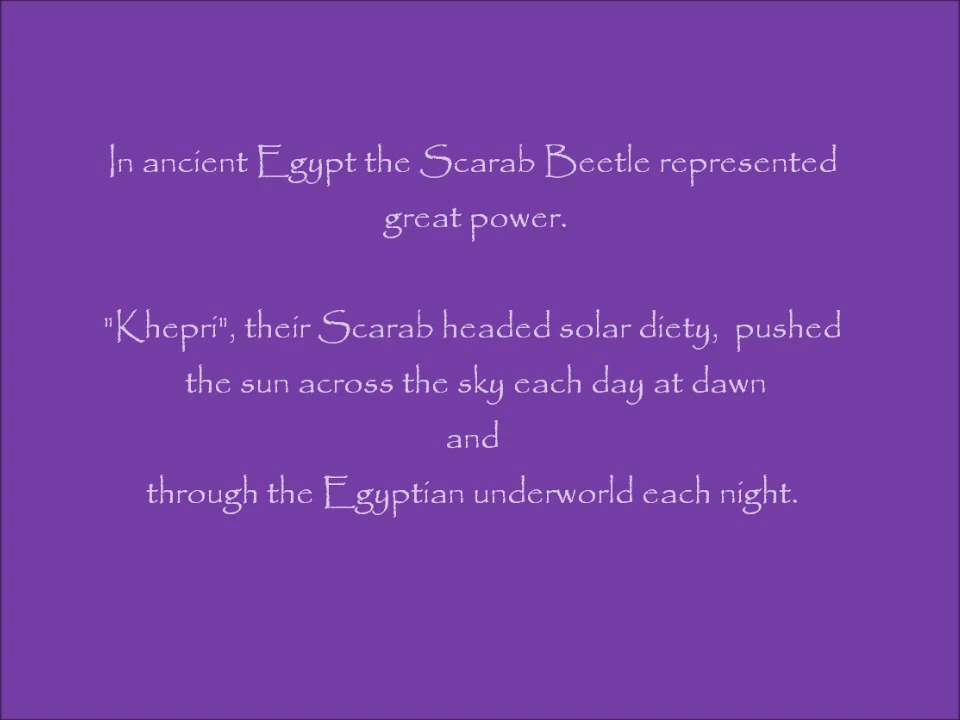 In ancient Egypt the Scarab Beetle represented
great power.
"Khepri", their Scarab headed solar diety, pushed
the sun across the sky each day at dawn
and
through the Egyptian underworld each night.